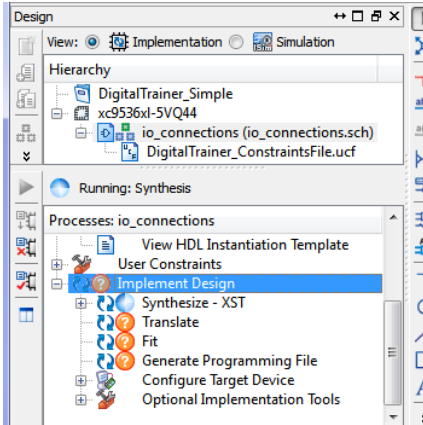 Design
View: Implementation Simulation
Hierarchy
DigitalTrainer_Simple
xc9536xl-5VQ44
io_connections (io_connections.sch)
DigitalTrainer_ConstraintsFile.ucf
Running: Synthesis
Processes: io_connections
View HDL Instantiation Template
User Constraints
Implement Design
Synthesize - XST
Translate
Fit
Generate Programming File
Configure Target Device
Optional Implementation Tools